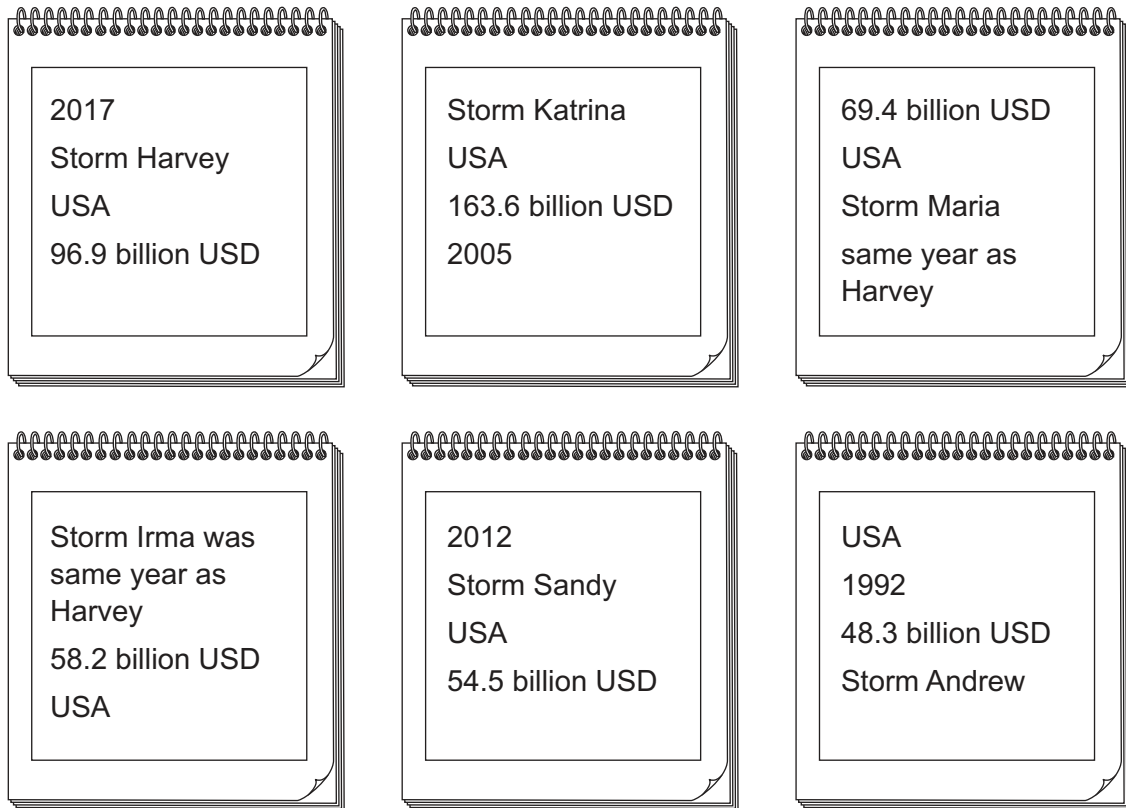 2017
Storm Harvey
USA
96.9 billion USD
Storm Katrina
USA
163.6 billion USD
2005
69.4 billion USD
USA
Storm Maria
same year as
Harvey
Storm Irma was
same year as
Harvey
58.2 billion USD
USA
2012
Storm Sandy
USA
54.5 billion USD
USA
1992
48.3 billion USD
Storm Andrew